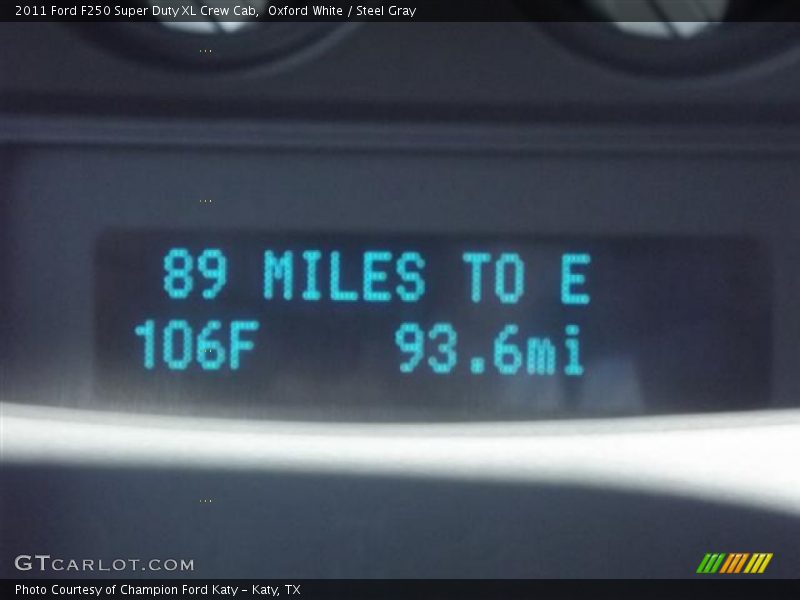 2011 Ford F250 Super Duty XL Crew Cab, Oxford White / Steel Gray
89 MILES TO E
106F 93.6mi
GTCARLOT.COM
Photo Courtesy of Champion Ford Katy - Katy, TX